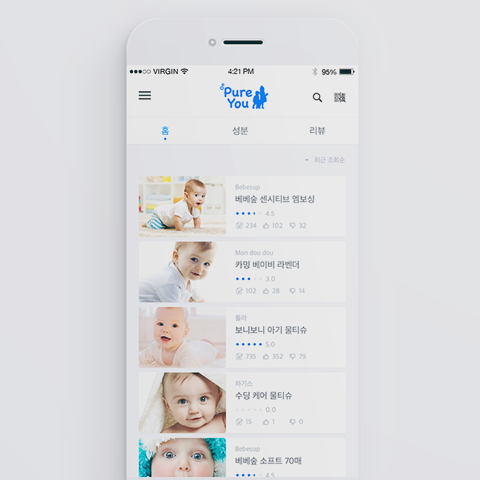 VIRGIN 4:21 PM 95%
Pure
You
홈 성분 리뷰
최근 조회순
Bebesup
베베숲 센시티브 엠보싱
4.5
234 102 32
Mon dou dou
카밍 베이비 라벤더
3.0
102 28 14
보니보니 아기 물티슈
5.0
735 352 79
하기스
수딩 케어 물티슈
0.0
15 1 0
Bebesup
베베숲 소프트 70매
4.5